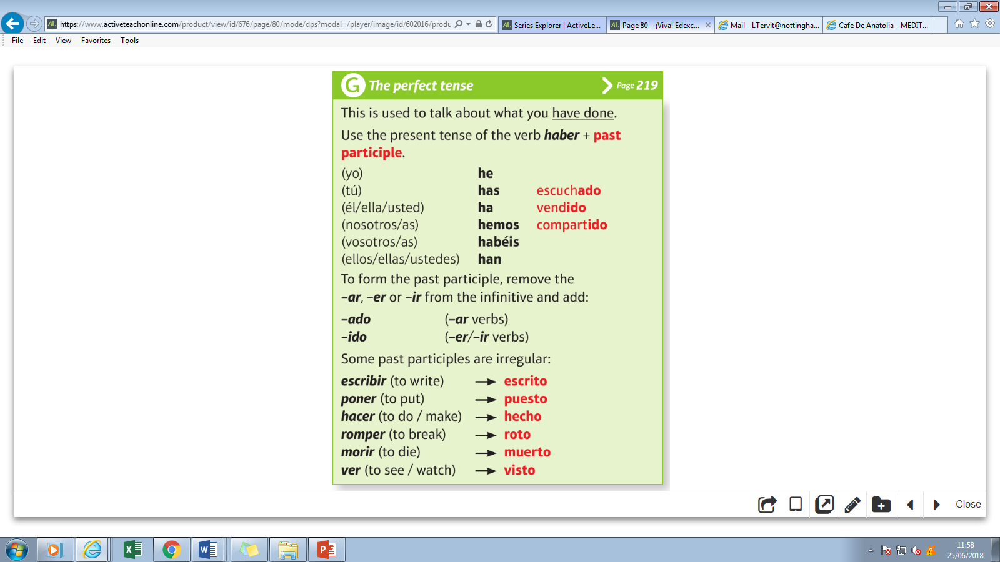 https://www.activeteachonline.com/product/view/id/676/page/80/mode/dps?modal=/player/image/id/602016/produ
Series Explorer | ActiveLe...
Page 80 – ¡Viva! Edexc...
Mail - LTervit@nottingha...
Cafe De Anatolia - MEDIT...
File Edit View Favorites Tools
G The perfect tense Page 219
This is used to talk about what you have done.
Use the present tense of the verb haber + past
participle.
(yo) he
(tú) has escuchado
(él/ella/usted) ha vendido
(nosotros/as) hemos compartido
(vosotros/as) habéis
(ellos/ellas/ustedes) han
To form the past participle, remove the
–ar, –er or –ir from the infinitive and add:
–ado (–ar verbs)
–ido (–er/–ir verbs)
Some past participles are irregular:
escribir (to write) → escrito
poner (to put) → puesto
hacer (to do / make) → hecho
romper (to break) → roto
morir (to die) → muerto
ver (to see / watch) → visto
Close
11:58
25/06/2018